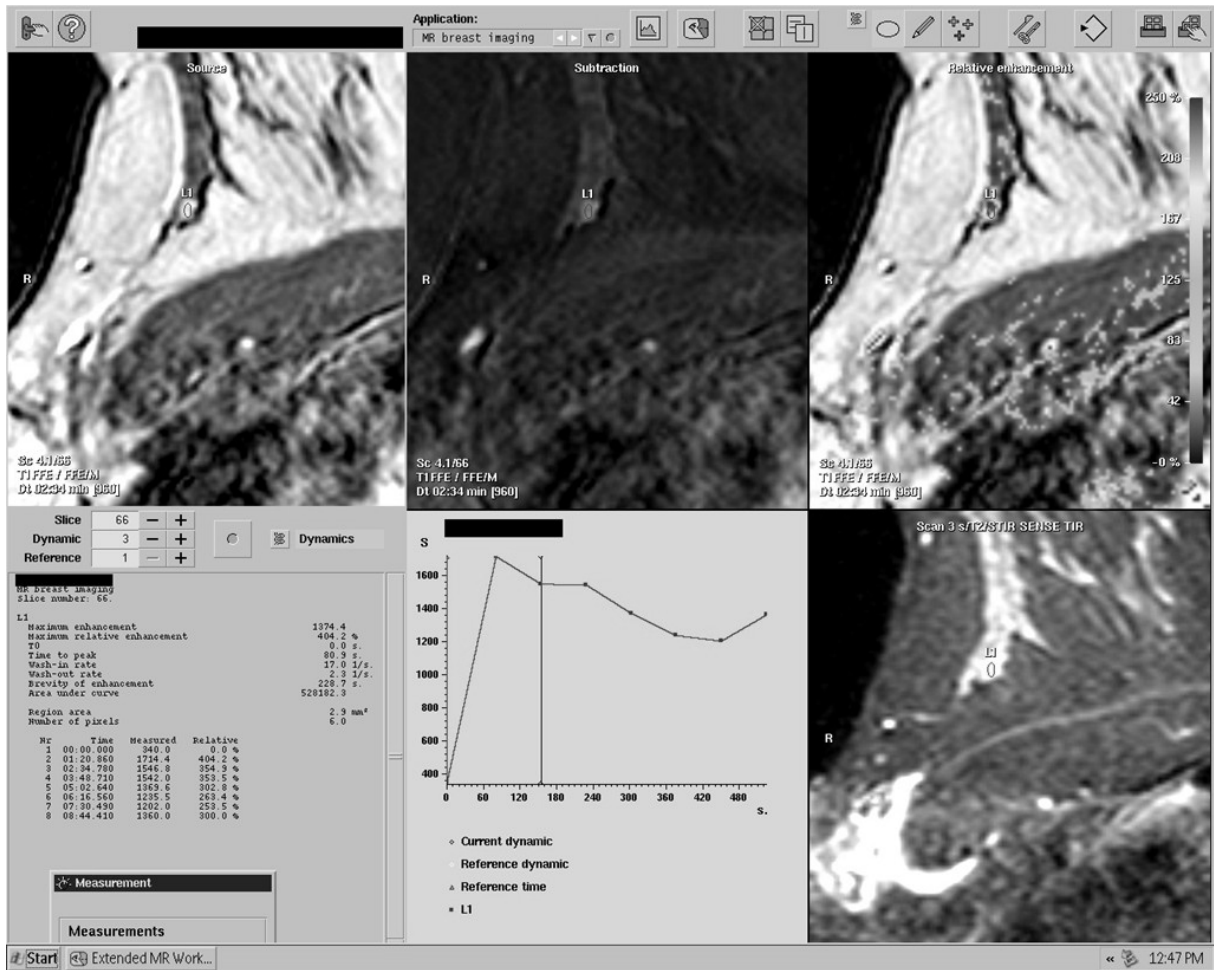 Application:
MR breast imaging
Source
L1
R
Sc 4.1/66
T1 FFE / FFE/M
Dt 02:34 min [960]
Subtraction
L1
R
Sc 4.1/66
T1 FFE / FFE/M
Dt 02:34 min [960]
Relative enhancement
250 %
208
167
125
83
42
-0 %
L1
R
Sc 4.1/66
T1 FFE / FFE/M
Dt 02:34 min [960]
Slice 66 − +
Dynamic 3 − +
Reference 1 − +
Dynamics
MR breast imaging
Slice number: 66.
L1
Maximum enhancement 1374.4
Maximum relative enhancement 404.2 %
T0 0.0 s.
Time to peak 80.9 s.
Wash-in rate 17.0 1/s.
Wash-out rate 2.3 1/s.
Brevity of enhancement 228.7 s.
Area under curve 528182.3
Region area 2.9 mm²
Number of pixels 6.0
Nr Time Measured Relative
1 00:00.000 340.0 0.0 %
2 01:20.860 1714.4 404.2 %
3 02:34.780 1546.8 354.9 %
4 03:48.710 1542.0 353.5 %
5 05:02.640 1369.6 302.8 %
6 06:16.560 1235.5 263.4 %
7 07:30.490 1202.0 253.5 %
8 08:44.410 1360.0 300.0 %
Measurement
Measurements
S
1600
1400
1200
1000
800
600
400
0 60 120 180 240 300 360 420 480
s.
Current dynamic
Reference dynamic
Reference time
L1
Scan 3 s/T2/STIR SENSE TIR
L1
R
Start
Extended MR Work...
« 12:47 PM